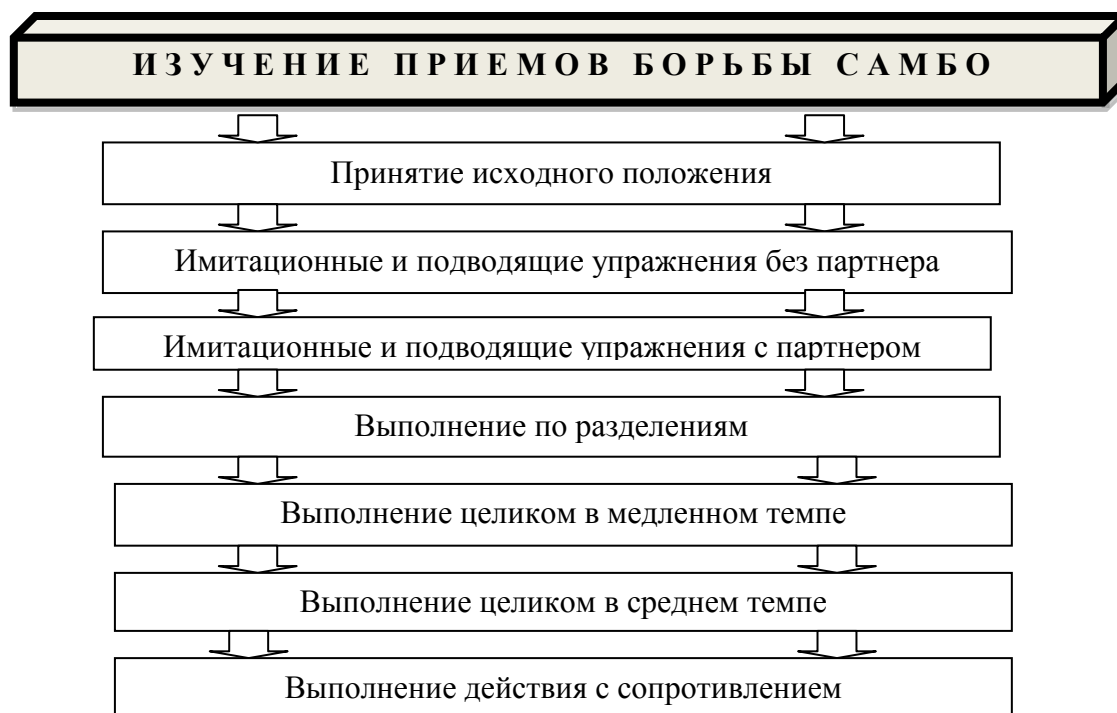 ИЗУЧЕНИЕ ПРИЕМОВ БОРЬБЫ САМБО
Принятие исходного положения
Имитационные и подводящие упражнения без партнера
Имитационные и подводящие упражнения с партнером
Выполнение по разделениям
Выполнение целиком в медленном темпе
Выполнение целиком в среднем темпе
Выполнение действия с сопротивлением